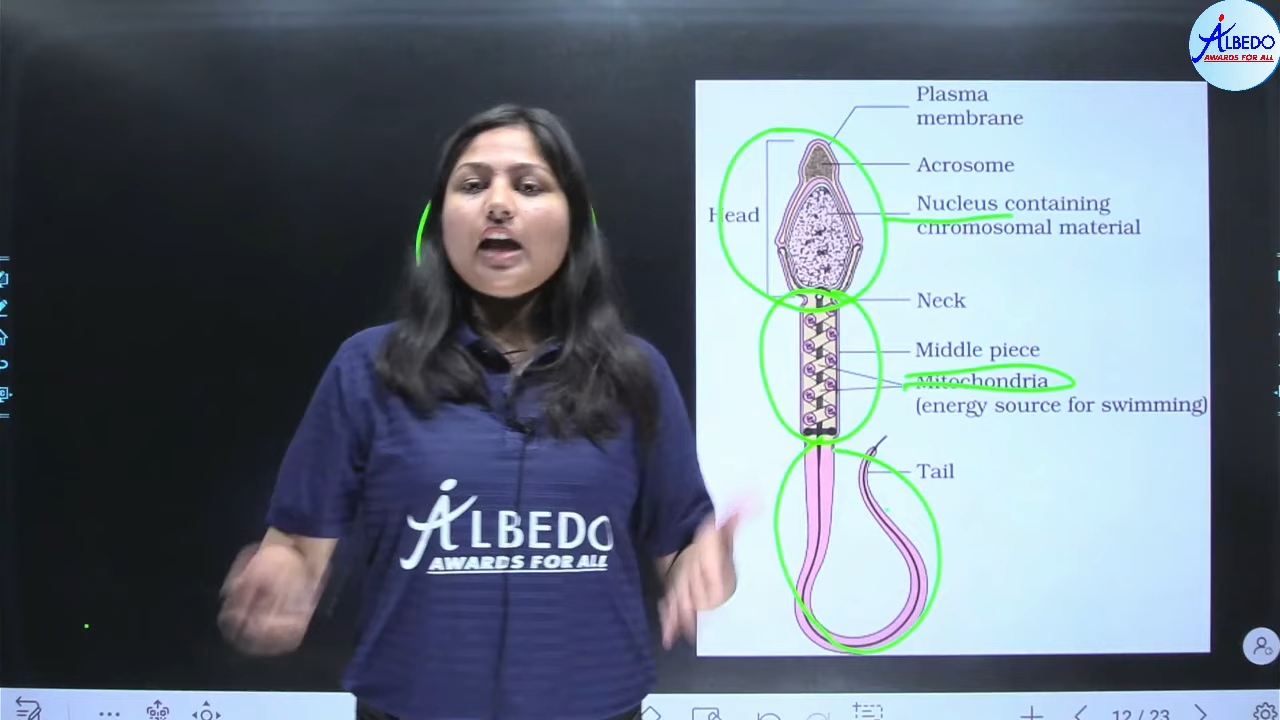 ALBEDO
AWARDS FOR ALL
Plasma
membrane
Acrosome
Head
Nucleus containing
chromosomal material
Neck
Middle piece
Mitochondria
(energy source for swimming)
Tail
ALBEDO
AWARDS FOR ALL
12 / 23